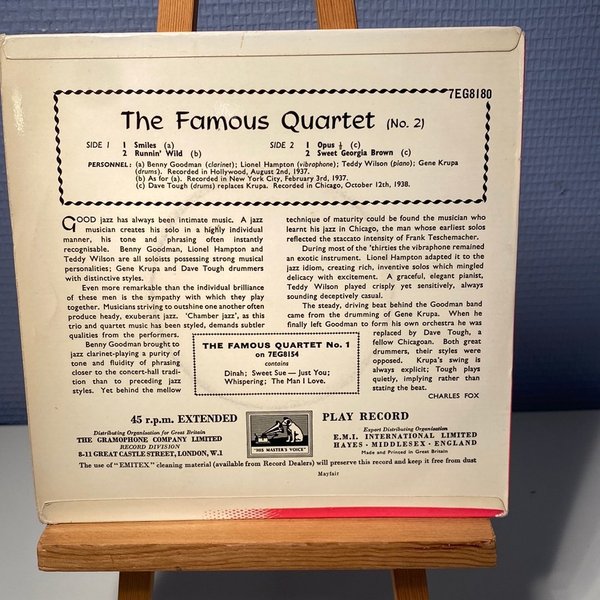 7EG8180
The Famous Quartet (No. 2)
SIDE 1 1 Smiles (a) SIDE 2 1 Opus ½ (c)
2 Runnin' Wild (b) 2 Sweet Georgia Brown (c)
PERSONNEL: (a) Benny Goodman (clarinet); Lionel Hampton (vibraphone); Teddy Wilson (piano); Gene Krupa
(drums). Recorded in Hollywood, August 2nd, 1937.
(b) As for (a). Recorded in New York City, February 3rd, 1937.
(c) Dave Tough (drums) replaces Krupa. Recorded in Chicago, October 12th, 1938.
GOOD jazz has always been intimate music. A jazz
musician creates his solo in a highly individual
manner, his tone and phrasing often instantly
recognisable. Benny Goodman, Lionel Hampton and
Teddy Wilson are all soloists possessing strong musical
personalities; Gene Krupa and Dave Tough drummers
with distinctive styles.
Even more remarkable than the individual brilliance
of these men is the sympathy with which they play
together. Musicians striving to outshine one another often
produce heady, exuberant jazz. 'Chamber jazz', as this
trio and quartet music has been styled, demands subtler
qualities from the performers.
Benny Goodman brought to
jazz clarinet-playing a purity of
tone and fluidity of phrasing
closer to the concert-hall tradi-
tion than to preceding jazz
styles. Yet behind the mellow
technique of maturity could be found the musician who
learnt his jazz in Chicago, the man whose earliest solos
reflected the staccato intensity of Frank Teschemacher.
During most of the 'thirties the vibraphone remained
an exotic instrument. Lionel Hampton adapted it to the
jazz idiom, creating rich, inventive solos which mingled
delicacy with excitement. A graceful, elegant pianist,
Teddy Wilson played crisply yet sensitively, always
sounding deceptively casual.
The steady, driving beat behind the Goodman band
came from the drumming of Gene Krupa. When he
finally left Goodman to form his own orchestra he was
replaced by Dave Tough, a
fellow Chicagoan. Both great
drummers, their styles were
opposed. Krupa's swing is
always explicit; Tough plays
quietly, implying rather than
stating the beat.
CHARLES FOX
THE FAMOUS QUARTET No. 1
on 7EG8154
contains
Dinah; Sweet Sue — Just You;
Whispering; The Man I Love.
45 r.p.m. EXTENDED PLAY RECORD
Distributing Organisation for Great Britain
THE GRAMOPHONE COMPANY LIMITED
RECORD DIVISION
8-11 GREAT CASTLE STREET, LONDON, W.1
"HIS MASTER'S VOICE"
Export Distributing Organisation
E.M.I. INTERNATIONAL LIMITED
HAYES · MIDDLESEX · ENGLAND
Made and Printed in Great Britain
The use of "EMITEX" cleaning material (available from Record Dealers) will preserve this record and keep it free from dust
Mayfair